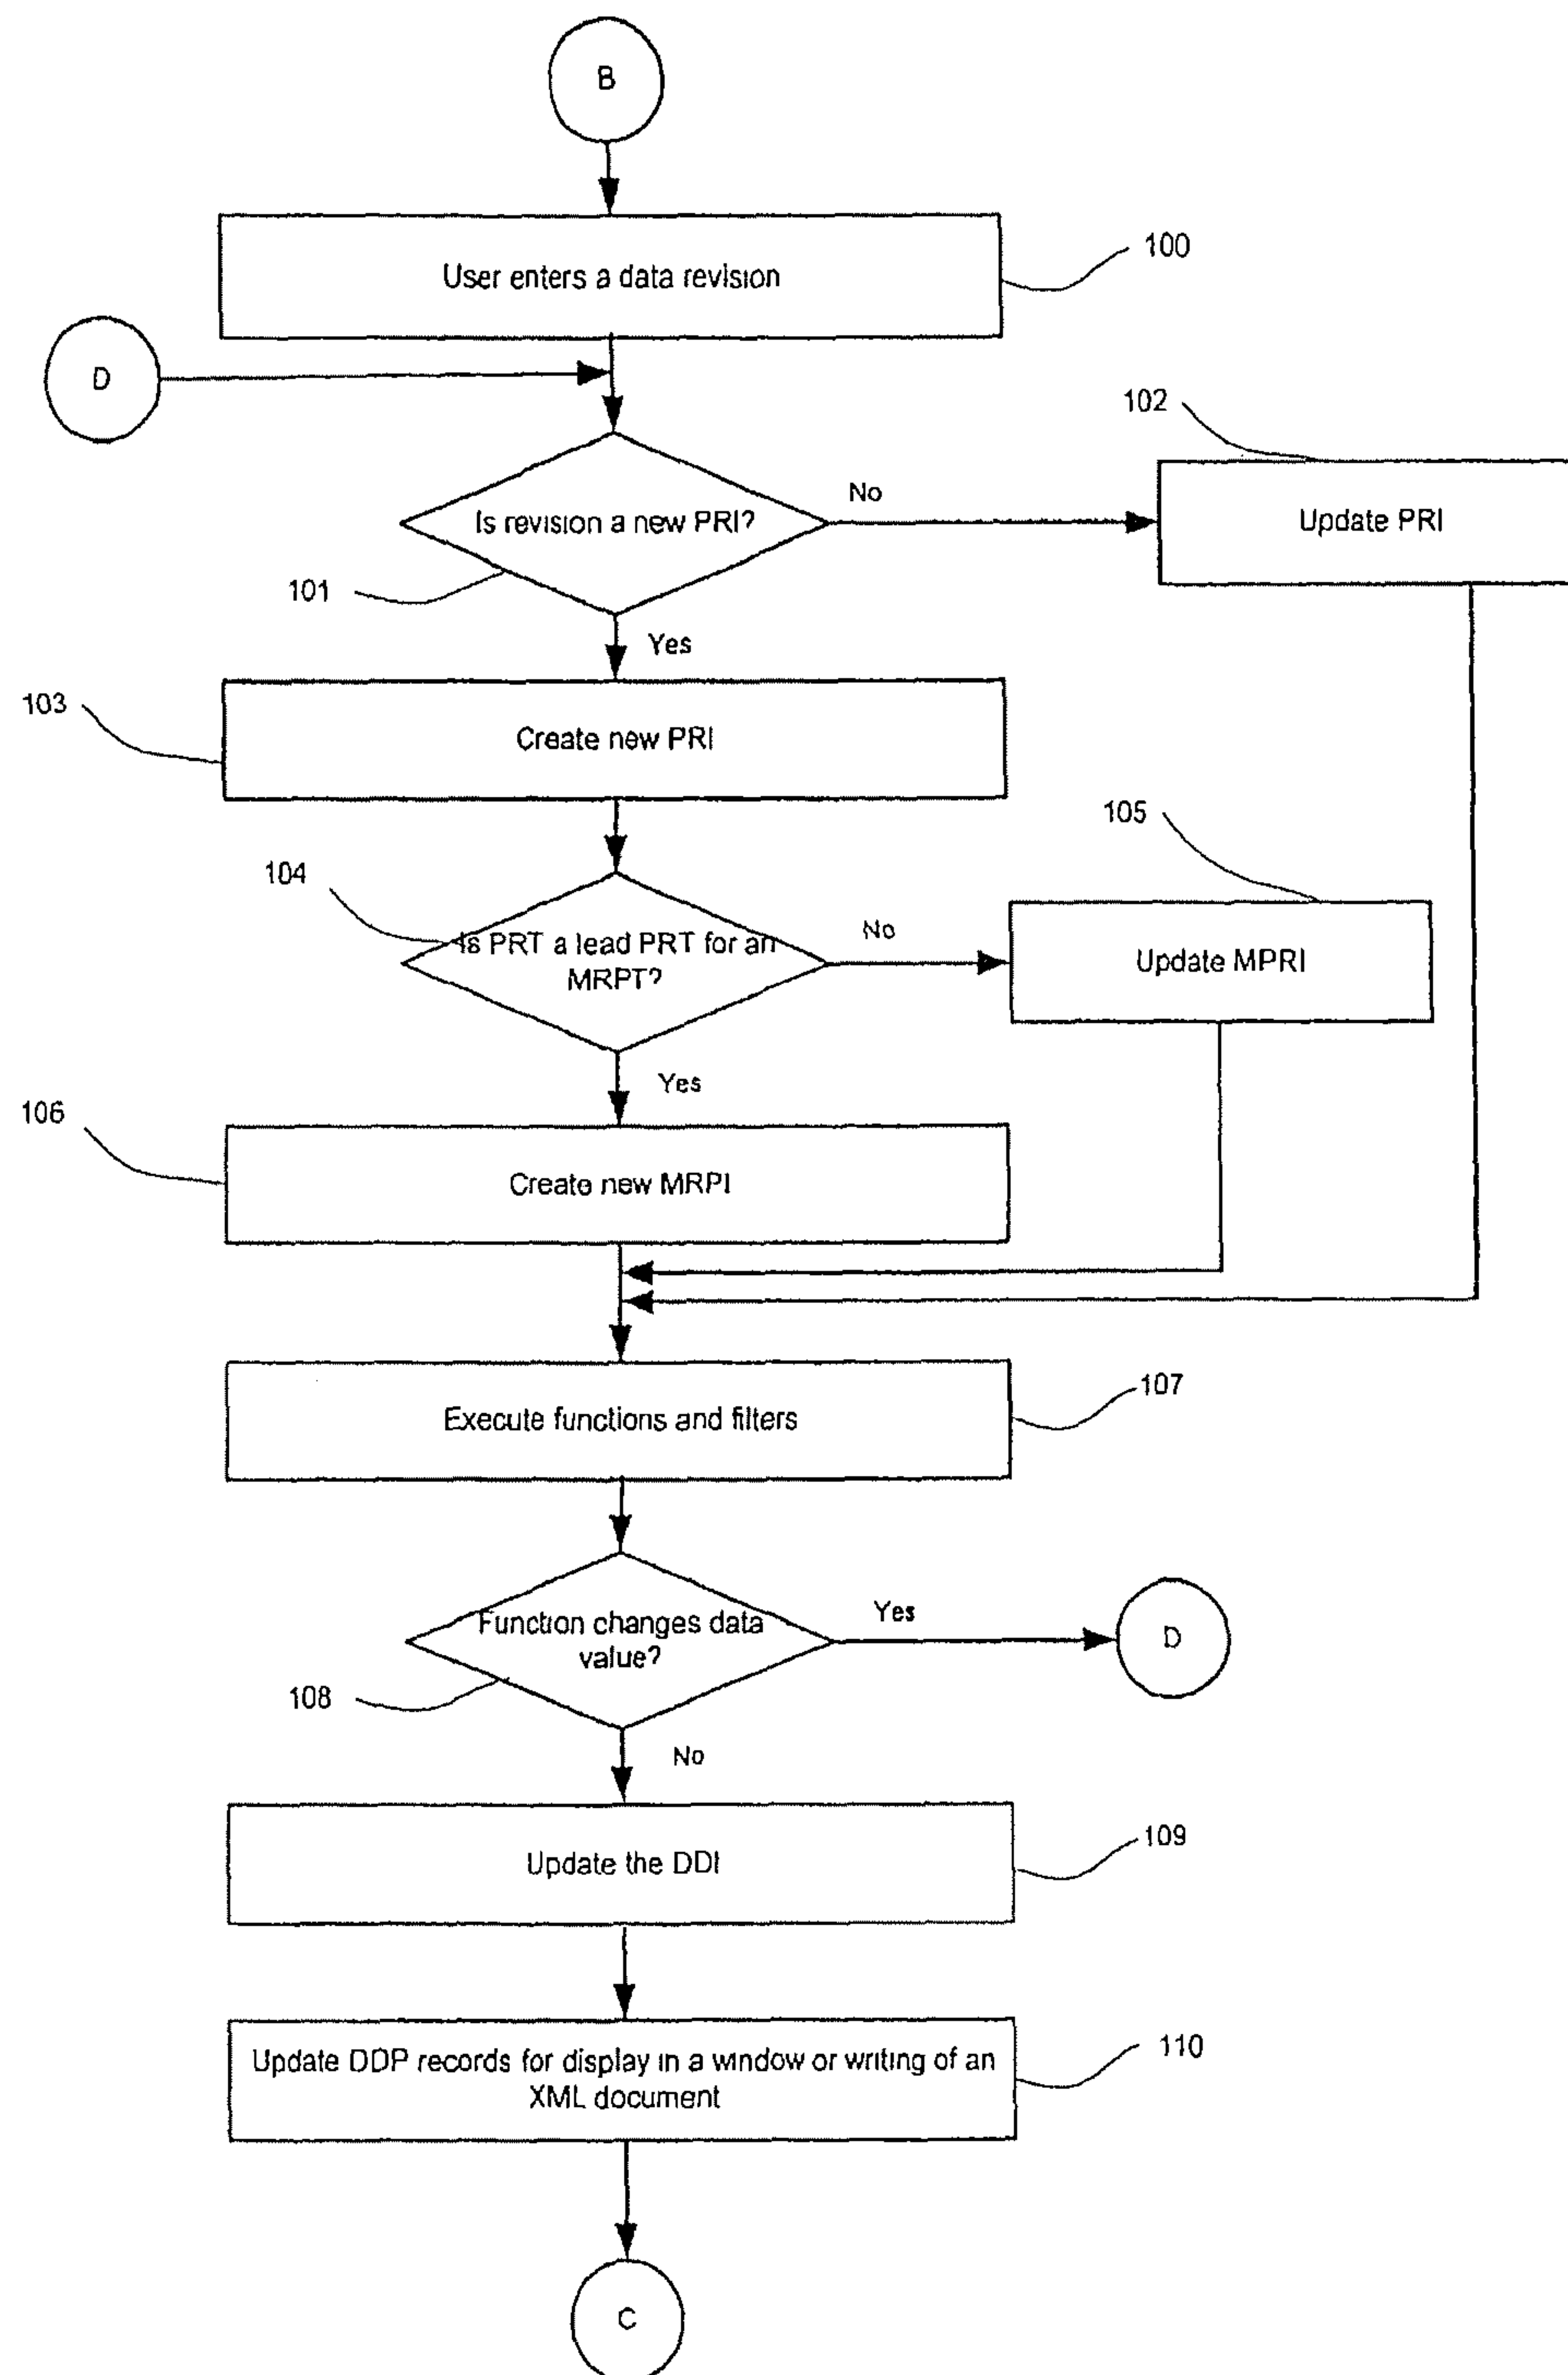 B
User enters a data revision
100
D
102
Is revision a new PRI?
No
Update PRI
101
Yes
103
Create new PRI
105
104
Is PRT a lead PRT for an
MRPT?
No
Update MPRI
Yes
106
Create new MRPI
Execute functions and filters
107
Function changes data
value?
Yes
D
108
No
Update the DDI
109
Update DDP records for display in a window or writing of an
XML document
110
C